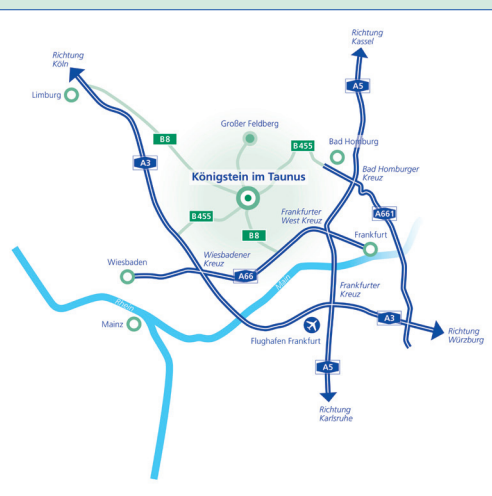 Richtung
Kassel
Richtung
Köln
A5
Limburg
Großer Feldberg
B8
B455
Bad Homburg
A3
Bad Homburger
Kreuz
Königstein im Taunus
Frankfurter
West Kreuz
A661
B455
B8
Frankfurt
Wiesbadener
Kreuz
Wiesbaden
A66
Main
Frankfurter
Kreuz
Rhein
Mainz
A3
Flughafen Frankfurt
Richtung
Würzburg
A5
Richtung
Karlsruhe